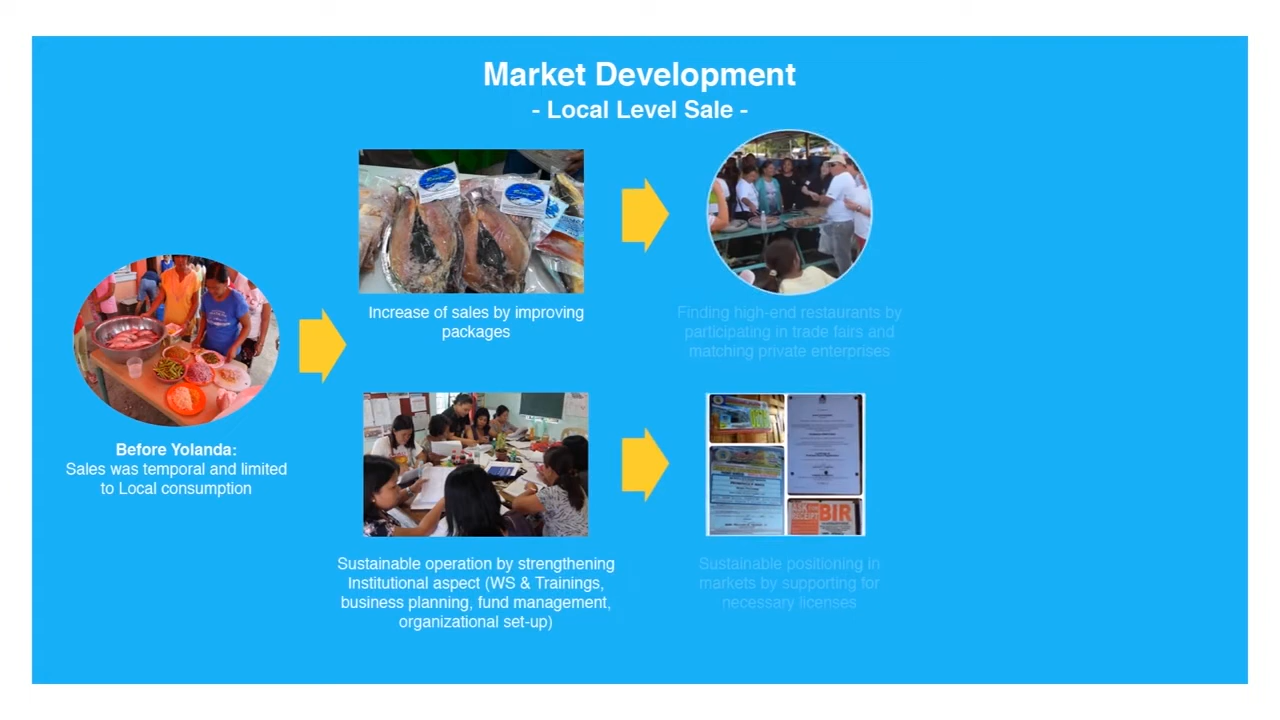 Market Development
- Local Level Sale -
Increase of sales by improving
packages
Finding high-end restaurants by
participating in trade fairs and
matching private enterprises
Before Yolanda:
Sales was temporal and limited
to Local consumption
BIR
Sustainable operation by strengthening
Institutional aspect (WS & Trainings,
business planning, fund management,
organizational set-up)
Sustainable positioning in
markets by supporting for
necessary licenses